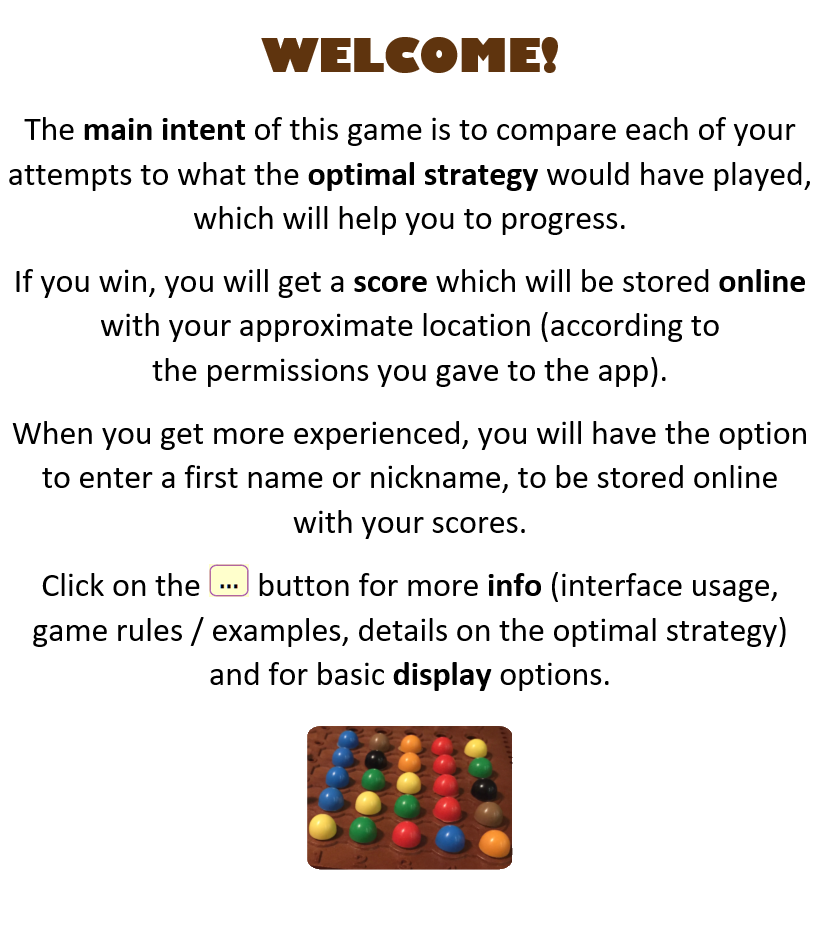 WELCOME!
The main intent of this game is to compare each of your
attempts to what the optimal strategy would have played,
which will help you to progress.
If you win, you will get a score which will be stored online
with your approximate location (according to
the permissions you gave to the app).
When you get more experienced, you will have the option
to enter a first name or nickname, to be stored online
with your scores.
Click on the ... button for more info (interface usage,
game rules / examples, details on the optimal strategy)
and for basic display options.
1 2